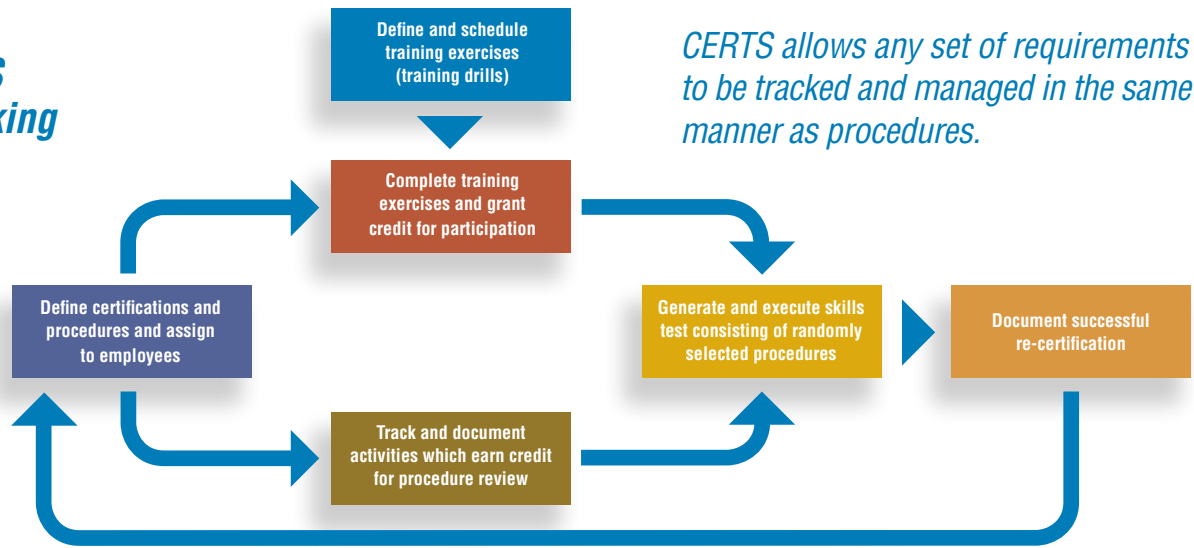 Define and schedule
training exercises
(training drills)
CERTS allows any set of requirements
to be tracked and managed in the same
manner as procedures.
Complete training
exercises and grant
credit for participation
Define certifications and
procedures and assign
to employees
Generate and execute skills
test consisting of randomly
selected procedures
Document successful
re-certification
Track and document
activities which earn credit
for procedure review